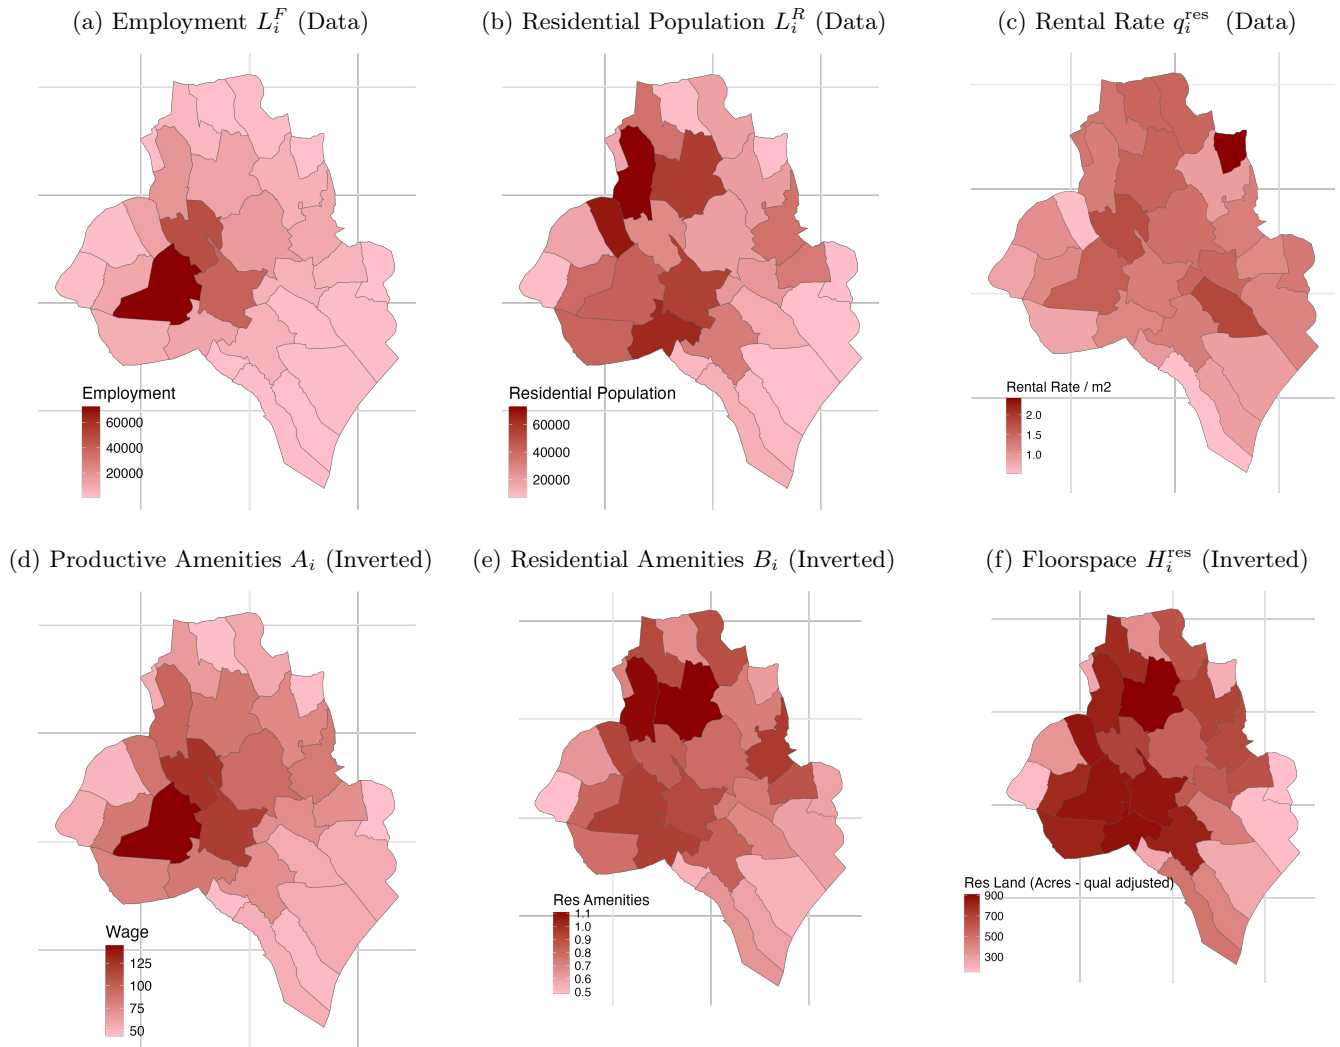 (a) Employment $L_i^F$ (Data)
(b) Residential Population $L_i^R$ (Data)
(c) Rental Rate $q_i^{\text{res}}$ (Data)
Employment
60000
40000
20000
Residential Population
60000
40000
20000
Rental Rate / m2
2.0
1.5
1.0
(d) Productive Amenities $A_i$ (Inverted)
(e) Residential Amenities $B_i$ (Inverted)
(f) Floorspace $H_i^{\text{res}}$ (Inverted)
Wage
125
100
75
50
Res Amenities
1.1
1.0
0.9
0.8
0.7
0.6
0.5
Res Land (Acres - qual adjusted)
900
700
500
300